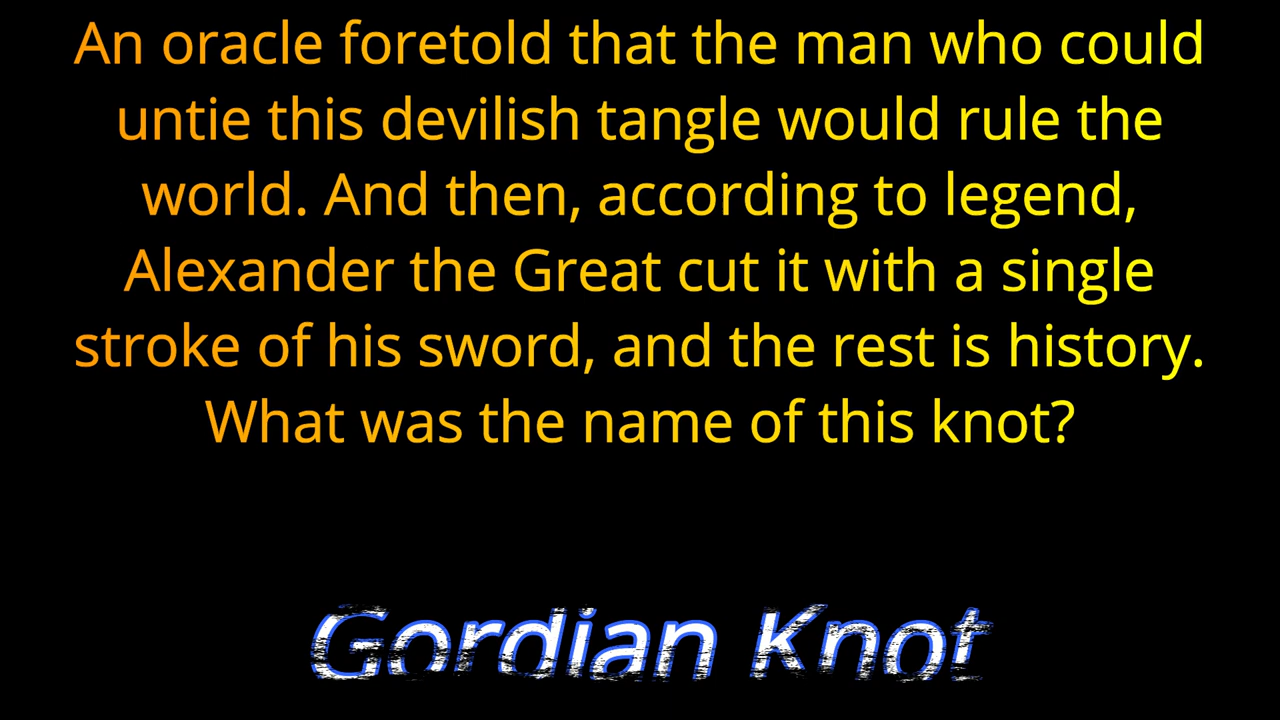 An oracle foretold that the man who could
untie this devilish tangle would rule the
world. And then, according to legend,
Alexander the Great cut it with a single
stroke of his sword, and the rest is history.
What was the name of this knot?
Gordian Knot